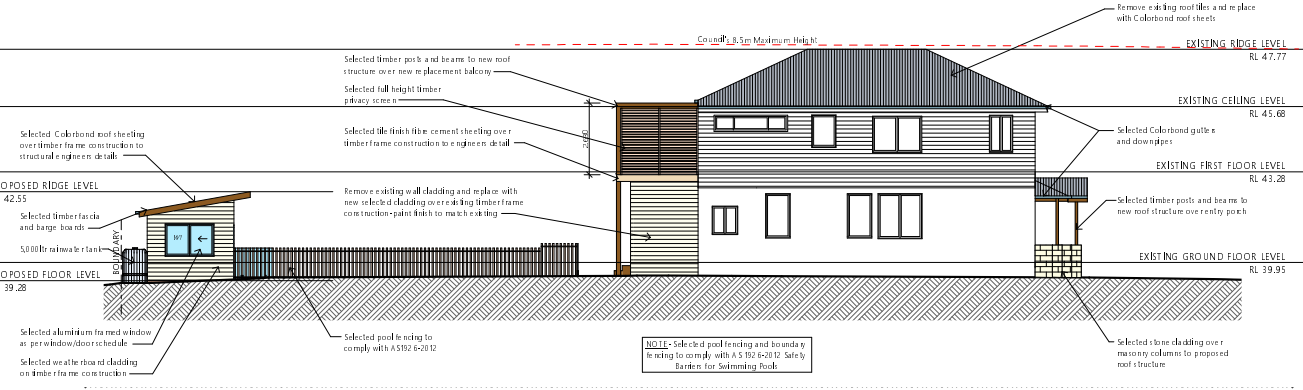 Remove existing roof tiles and replace
with Colorbond roof sheets
Council's 8.5m Maximum Height
EXISTING RIDGE LEVEL
RL 47.77
Selected timber posts and beams to new roof
structure over new replacement balcony
Selected full height timber
privacy screen
EXISTING CEILING LEVEL
RL 45.68
Selected Colorbond roof sheeting
over timber frame construction to
structural engineers details
Selected tile finish fibre cement sheeting over
timber frame construction to engineers detail
Selected Colorbond gutters
and downpipes
EXISTING FIRST FLOOR LEVEL
RL 43.28
OPOSED RIDGE LEVEL
42.55
Remove existing wall cladding and replace with
new selected cladding over existing timber frame
construction-paint finish to match existing
Selected timber posts and beams to
new roof structure over entry porch
Selected timber fascia
and barge boards
W7
5,000ltr rainwater tank
BOUNDARY
EXISTING GROUND FLOOR LEVEL
RL 39.95
OPOSED FLOOR LEVEL
39.28
Selected aluminium framed window
as per window/door schedule
Selected weatherboard cladding
on timber frame construction
Selected pool fencing to
comply with AS1926-2012
NOTE- Selected pool fencing and boundary
fencing to comply with AS1926-2012 Safety
Barriers for Swimming Pools
Selected stone cladding over
masonry columns to proposed
roof structure